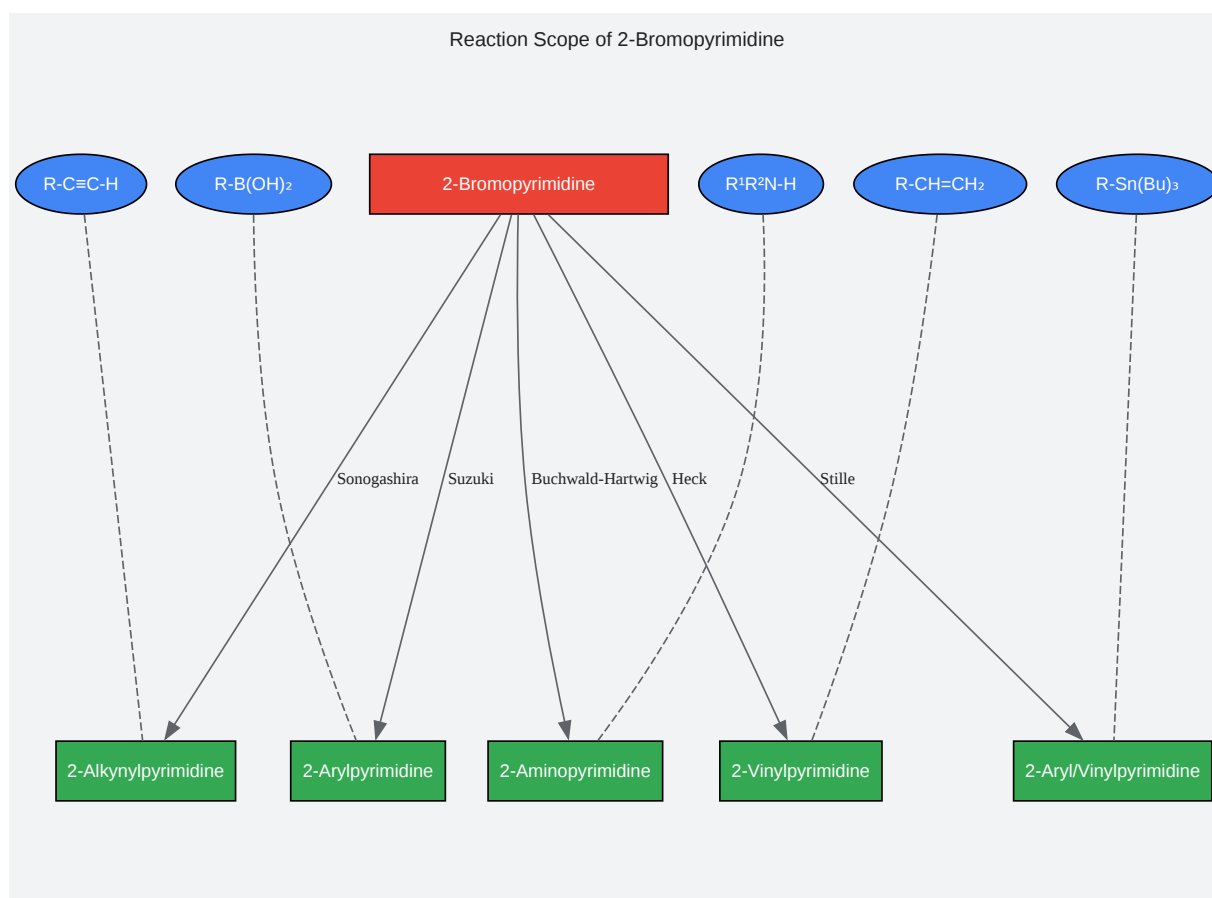 Reaction Scope of 2-Bromopyrimidine
R-C≡C-H
R-B(OH)₂
2-Bromopyrimidine
R¹R²N-H
R-CH=CH₂
R-Sn(Bu)₃
Sonogashira
Suzuki
Buchwald-Hartwig
Heck
Stille
2-Alkynylpyrimidine
2-Arylpyrimidine
2-Aminopyrimidine
2-Vinylpyrimidine
2-Aryl/Vinylpyrimidine